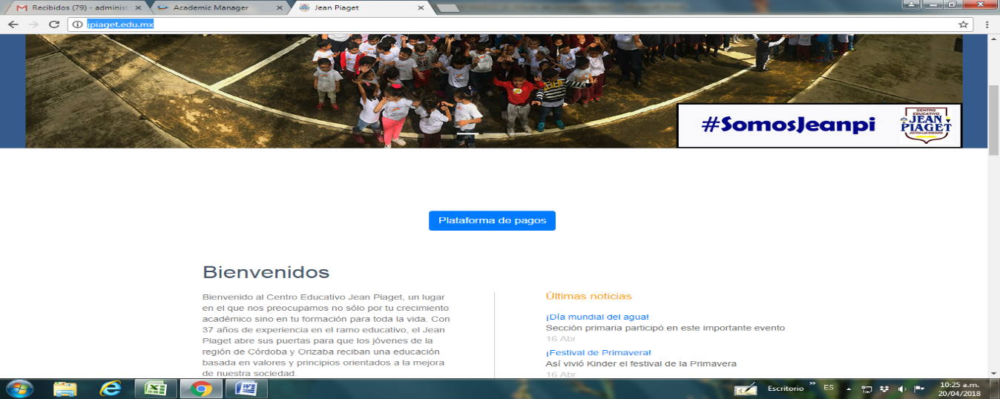 Recibidos (79) - administ
Academic Manager
Jean Piaget
jpiaget.edu.mx
#SomosJeanpi
CENTRO
EDUCATIVO
JEAN
PIAGET
Plataforma de pagos
Bienvenidos
Bienvenido al Centro Educativo Jean Piaget, un lugar
en el que nos preocupamos no sólo por tu crecimiento
académico sino en tu formación para toda la vida. Con
37 años de experiencia en el ramo educativo, el Jean
Piaget abre sus puertas para que los jóvenes de la
región de Córdoba y Orizaba reciban una educación
basada en valores y principios orientados a la mejora
de nuestra sociedad.
Últimas noticias
¡Día mundial del agua!
Sección primaria participó en este importante evento
16 Abr
¡Festival de Primavera!
Así vivió Kinder el festival de la Primavera
16 Abr
Escritorio
ES
10:25 a.m.
20/04/2018